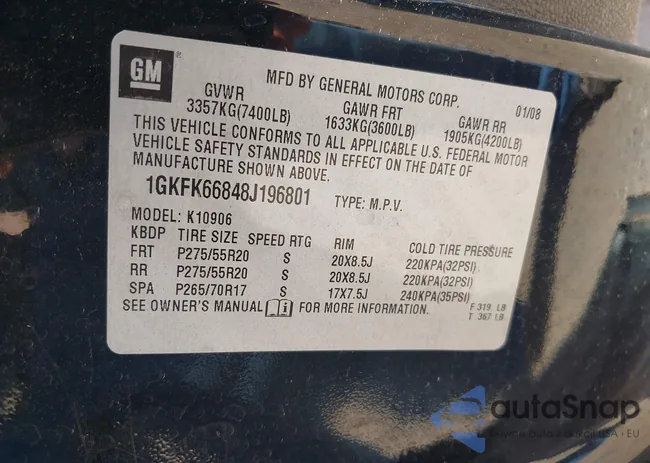 GM
MFD BY GENERAL MOTORS CORP.
01/08
GVWR GAWR FRT GAWR RR
3357KG(7400LB) 1633KG(3600LB) 1905KG(4200LB)
THIS VEHICLE CONFORMS TO ALL APPLICABLE U.S. FEDERAL MOTOR
VEHICLE SAFETY STANDARDS IN EFFECT ON THE DATE OF
MANUFACTURE SHOWN ABOVE.
1GKFK66848J196801 TYPE: M.P.V.
MODEL: K10906
KBDP TIRE SIZE SPEED RTG RIM COLD TIRE PRESSURE
FRT P275/55R20 S 20X8.5J 220KPA(32PSI)
RR P275/55R20 S 20X8.5J 220KPA(32PSI)
SPA P265/70R17 S 17X7.5J 240KPA(35PSI)
SEE OWNER'S MANUAL FOR MORE INFORMATION.
F 319 LB
T 367 LB
autoSnap